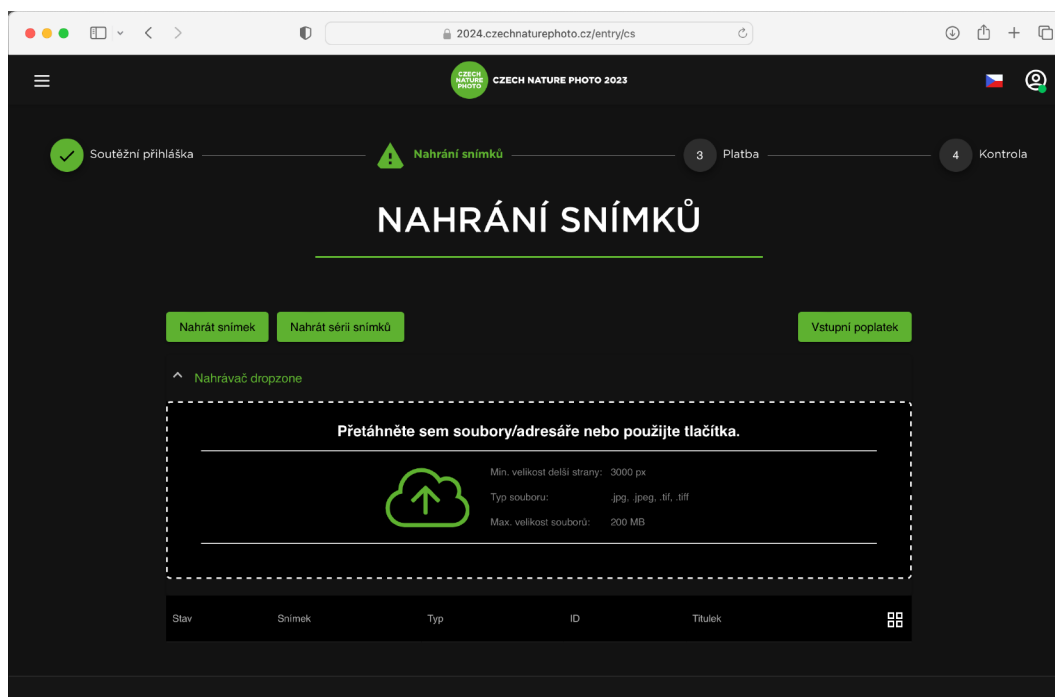 2024.czechnaturephoto.cz/entry/cs
CZECH
NATURE
PHOTO
CZECH NATURE PHOTO 2023
Soutěžní přihláška
Nahrání snímků
3 Platba
4 Kontrola
NAHRÁNÍ SNÍMKŮ
Nahrát snímek Nahrát sérii snímků Vstupní poplatek
Nahrávač dropzone
Přetáhněte sem soubory/adresáře nebo použijte tlačítka.
Min. velikost delší strany: 3000 px
Typ souboru: .jpg, .jpeg, .tif, .tiff
Max. velikost souborů: 200 MB
Stav Snímek Typ ID Titulek